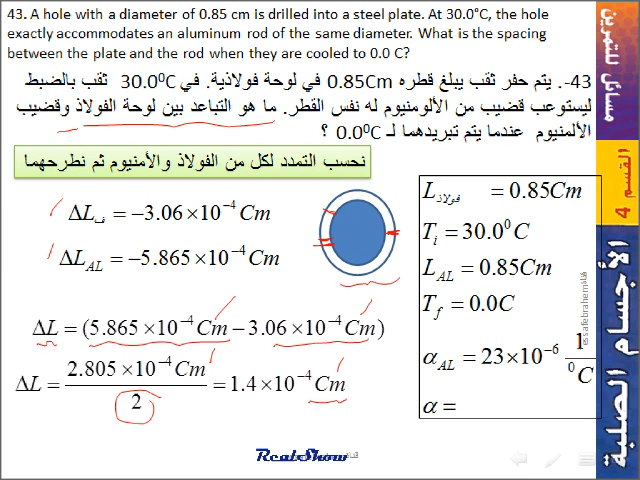 43. A hole with a diameter of 0.85 cm is drilled into a steel plate. At 30.0°C, the hole
exactly accommodates an aluminum rod of the same diameter. What is the spacing
between the plate and the rod when they are cooled to 0.0 C?
43-. يتم حفر ثقب يبلغ قطره 0.85Cm في لوحة فولاذية. في 30.0⁰C ثقب بالضبط
ليستوعب قضيب من الألومنيوم له نفس القطر. ما هو التباعد بين لوحة الفولاذ وقضيب
الألمنيوم عندما يتم تبريدهما لـ 0.0⁰C ؟
نحسب التمدد لكل من الفولاذ والأمنيوم ثم نطرحهما
ΔL ف = −3.06×10⁻⁴ Cm
ΔL_AL = −5.865×10⁻⁴ Cm
ΔL = (5.865×10⁻⁴ Cm − 3.06×10⁻⁴ Cm)
ΔL = 2.805×10⁻⁴ Cm / 2 = 1.4×10⁻⁴ Cm
L فولاذ = 0.85Cm
T_i = 30.0⁰C
L_AL = 0.85Cm
T_f = 0.0C
α_AL = 23×10⁻⁶ 1/⁰C
α =
مسائل للتمرين
القسم 4
الأجسام الصلبة
essafebrahem
قناة
RealShow
قناة